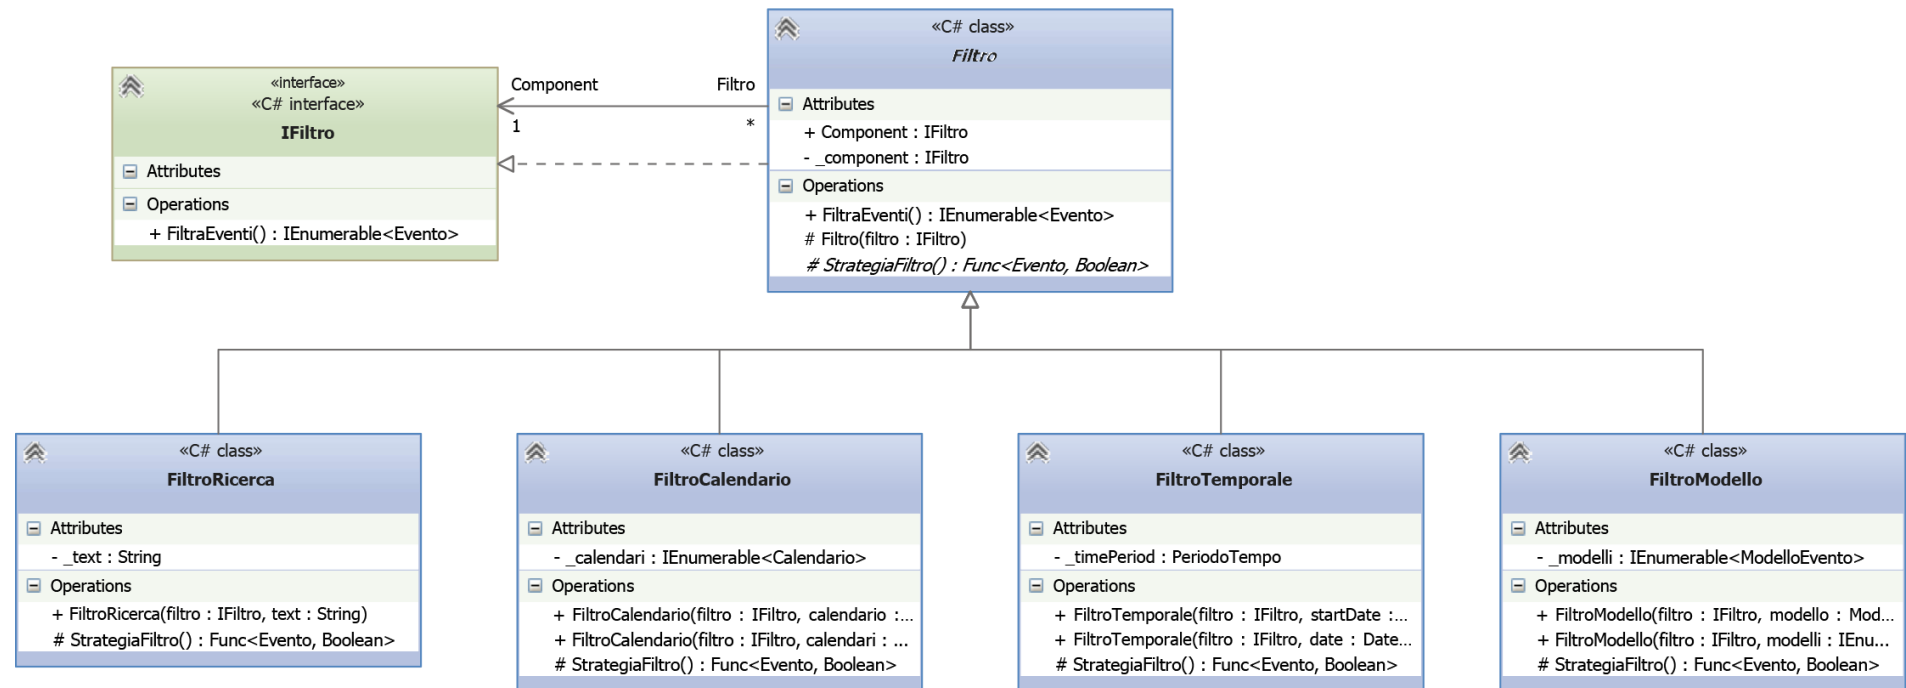 «C# class»
Filtro
Attributes
+ Component : IFiltro
- _component : IFiltro
Operations
+ FiltraEventi() : IEnumerable<Evento>
# Filtro(filtro : IFiltro)
# StrategiaFiltro() : Func<Evento, Boolean>
«interface»
«C# interface»
IFiltro
Attributes
Operations
+ FiltraEventi() : IEnumerable<Evento>
Component
Filtro
1
*
«C# class»
FiltroRicerca
Attributes
- _text : String
Operations
+ FiltroRicerca(filtro : IFiltro, text : String)
# StrategiaFiltro() : Func<Evento, Boolean>
«C# class»
FiltroCalendario
Attributes
- _calendari : IEnumerable<Calendario>
Operations
+ FiltroCalendario(filtro : IFiltro, calendario :...
+ FiltroCalendario(filtro : IFiltro, calendari : ...
# StrategiaFiltro() : Func<Evento, Boolean>
«C# class»
FiltroTemporale
Attributes
- _timePeriod : PeriodoTempo
Operations
+ FiltroTemporale(filtro : IFiltro, startDate :...
+ FiltroTemporale(filtro : IFiltro, date : Date...
# StrategiaFiltro() : Func<Evento, Boolean>
«C# class»
FiltroModello
Attributes
- _modelli : IEnumerable<ModelloEvento>
Operations
+ FiltroModello(filtro : IFiltro, modello : Mod...
+ FiltroModello(filtro : IFiltro, modelli : IEnu...
# StrategiaFiltro() : Func<Evento, Boolean>